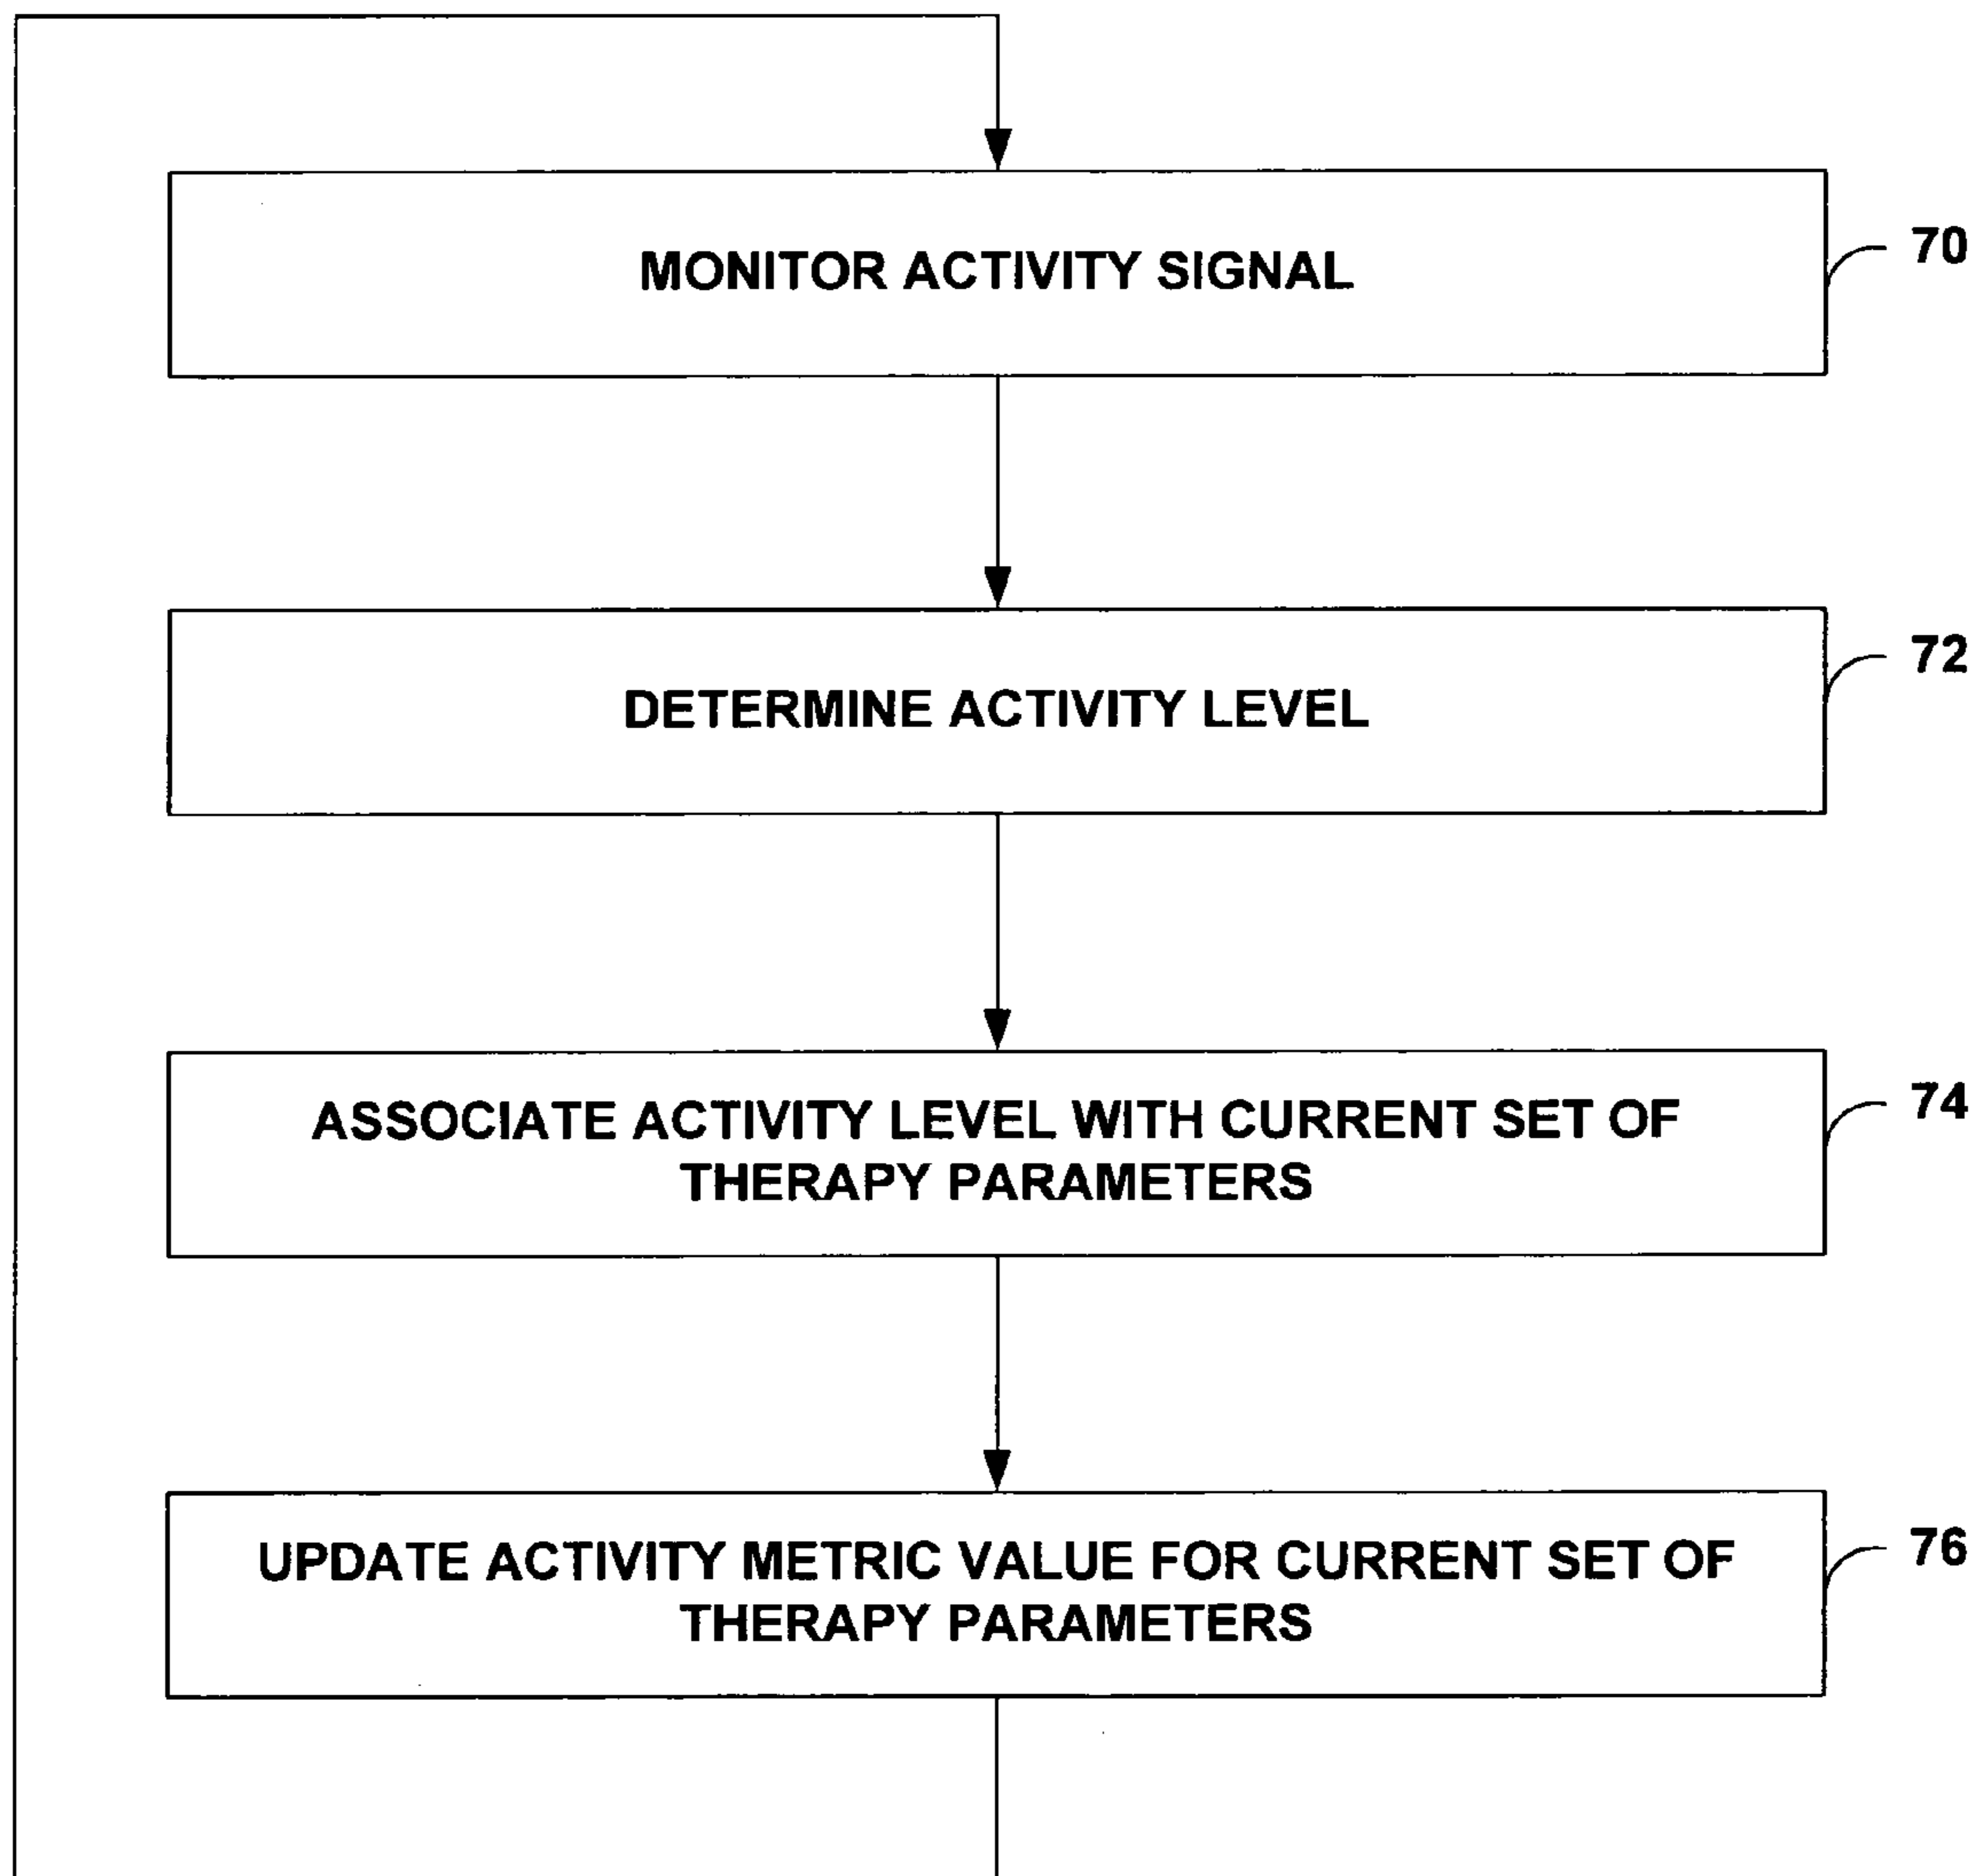 MONITOR ACTIVITY SIGNAL
70
DETERMINE ACTIVITY LEVEL
72
ASSOCIATE ACTIVITY LEVEL WITH CURRENT SET OF
THERAPY PARAMETERS
74
UPDATE ACTIVITY METRIC VALUE FOR CURRENT SET OF
THERAPY PARAMETERS
76